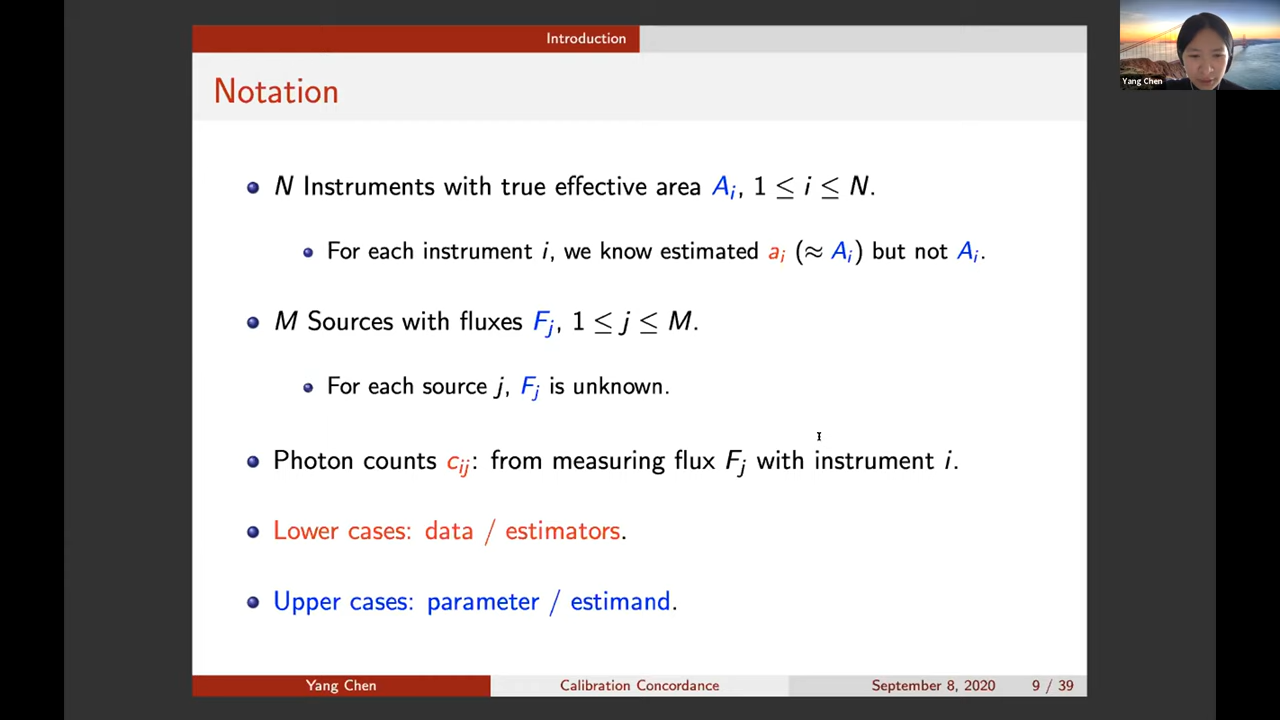 Introduction
Yang Chen
Notation
N Instruments with true effective area A_i, 1 ≤ i ≤ N.
For each instrument i, we know estimated a_i (≈ A_i) but not A_i.
M Sources with fluxes F_j, 1 ≤ j ≤ M.
For each source j, F_j is unknown.
Photon counts c_ij: from measuring flux F_j with instrument i.
Lower cases: data / estimators.
Upper cases: parameter / estimand.
Yang Chen Calibration Concordance September 8, 2020 9 / 39